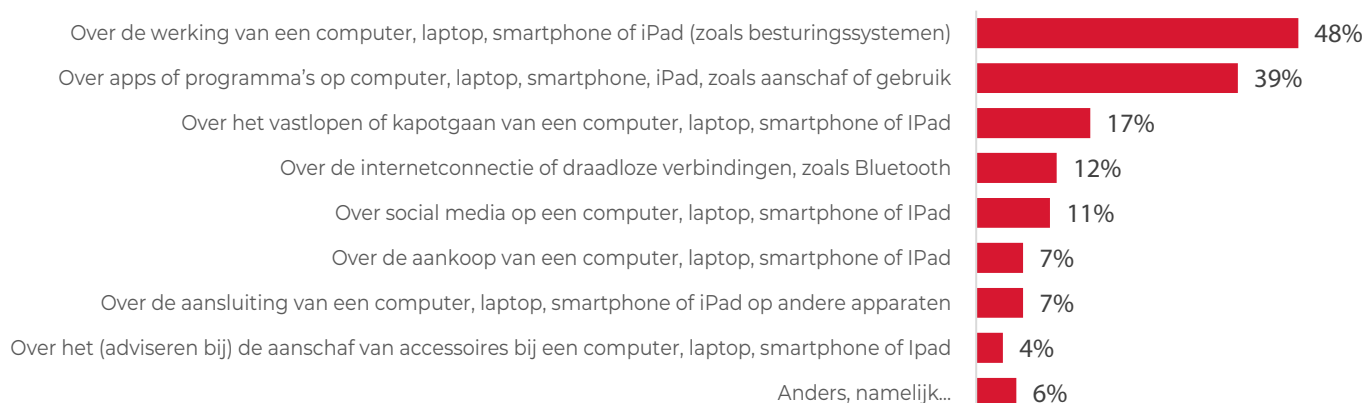 Over de werking van een computer, laptop, smartphone of iPad (zoals besturingssystemen) 48%
Over apps of programma's op computer, laptop, smartphone, iPad, zoals aanschaf of gebruik 39%
Over het vastlopen of kapotgaan van een computer, laptop, smartphone of IPad 17%
Over de internetconnectie of draadloze verbindingen, zoals Bluetooth 12%
Over social media op een computer, laptop, smartphone of IPad 11%
Over de aankoop van een computer, laptop, smartphone of IPad 7%
Over de aansluiting van een computer, laptop, smartphone of iPad op andere apparaten 7%
Over het (adviseren bij) de aanschaf van accessoires bij een computer, laptop, smartphone of Ipad 4%
Anders, namelijk... 6%